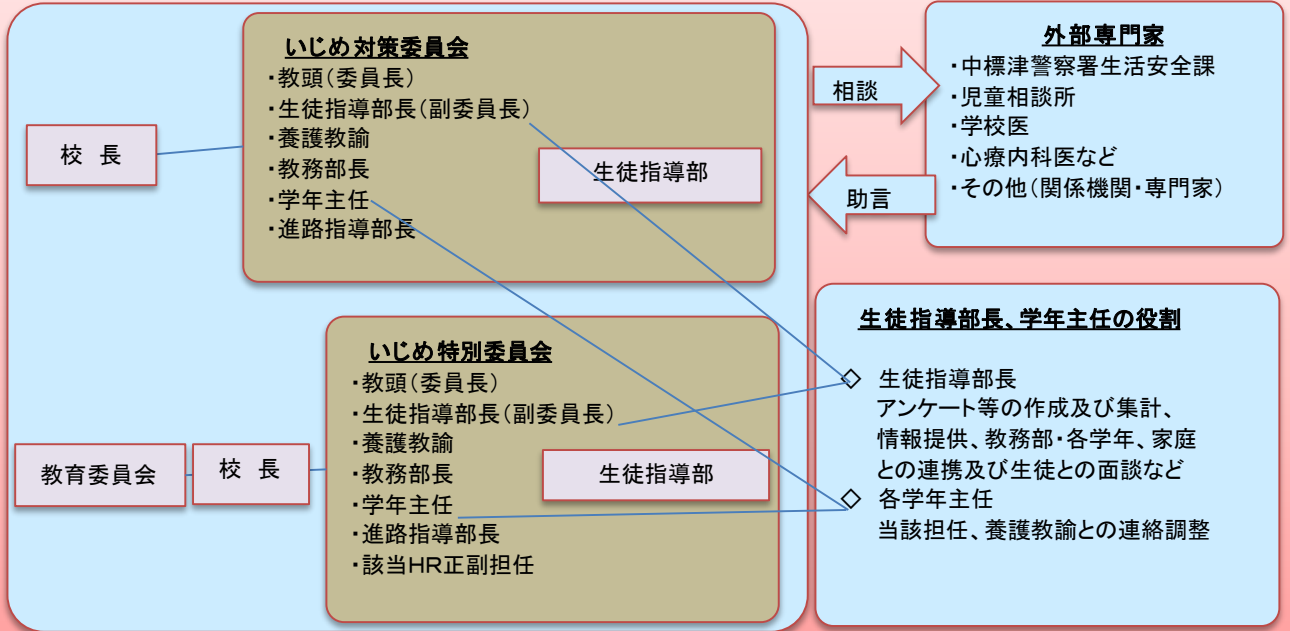 いじめ対策委員会
・教頭(委員長)
・生徒指導部長(副委員長)
・養護教諭
・教務部長
・学年主任
・進路指導部長
生徒指導部
校 長
相談
助言
外部専門家
・中標津警察署生活安全課
・児童相談所
・学校医
・心療内科医など
・その他(関係機関・専門家)
いじめ特別委員会
・教頭(委員長)
・生徒指導部長(副委員長)
・養護教諭
・教務部長
・学年主任
・進路指導部長
・該当HR正副担任
生徒指導部
教育委員会
校 長
生徒指導部長、学年主任の役割
◇ 生徒指導部長
アンケート等の作成及び集計、
情報提供、教務部・各学年、家庭
との連携及び生徒との面談など
◇ 各学年主任
当該担任、養護教諭との連絡調整